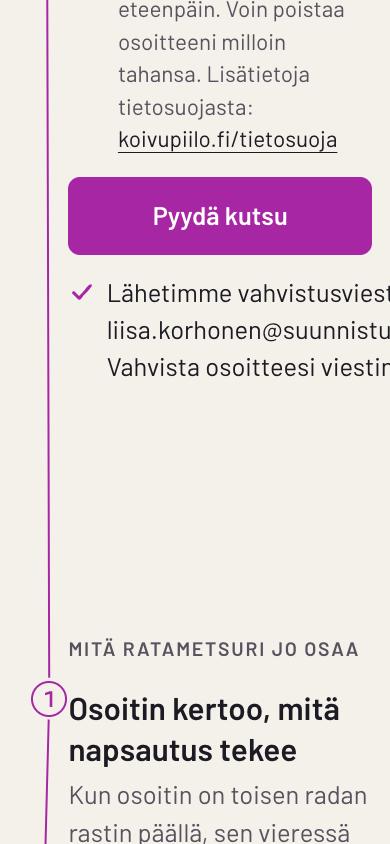 eteenpäin. Voin poistaa
osoitteeni milloin
tahansa. Lisätietoja
tietosuojasta:
koivupiilo.fi/tietosuoja
Pyydä kutsu
Lähetimme
liisa.korhonen@suunnistu
Vahvista osoitteesi
MITÄ RATAMETSURI JO OSAA
1
Osoitin kertoo, mitä
napsautus tekee
Kun osoitin on toisen radan
rastin päällä, sen vieressä